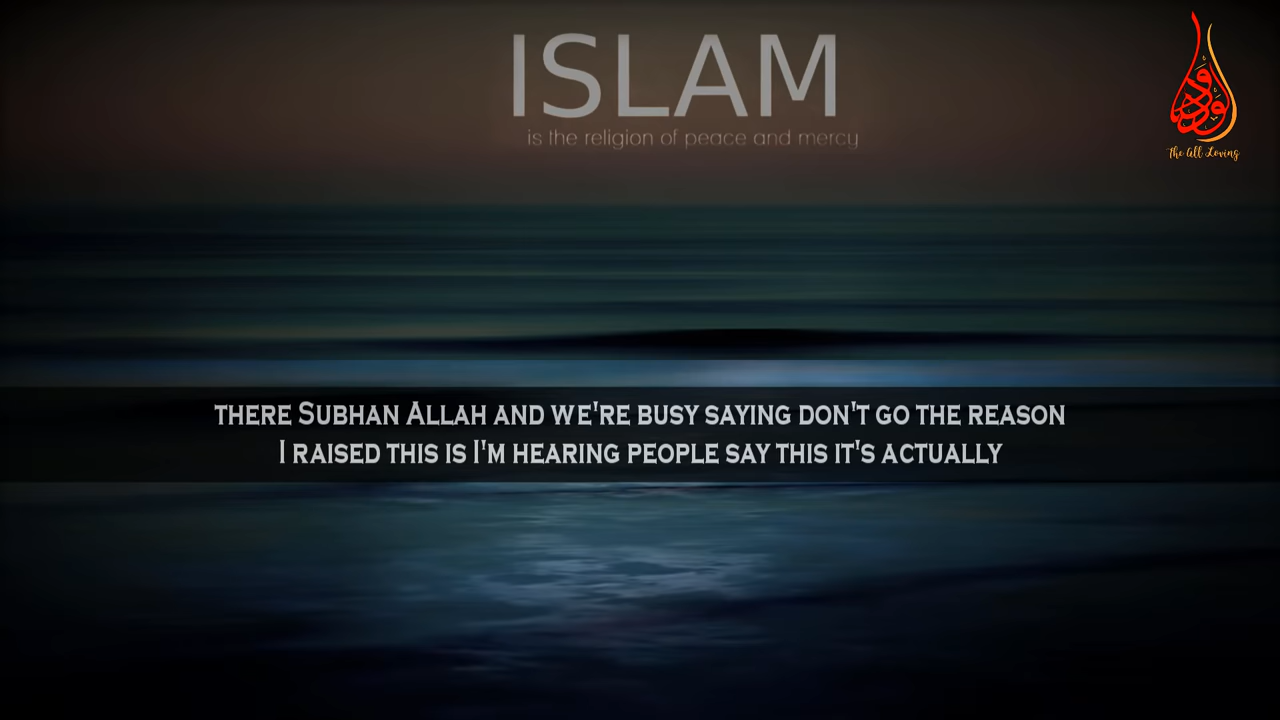 ISLAM
is the religion of peace and mercy
الودود
The All Loving
THERE SUBHAN ALLAH AND WE'RE BUSY SAYING DON'T GO THE REASON
I RAISED THIS IS I'M HEARING PEOPLE SAY THIS IT'S ACTUALLY